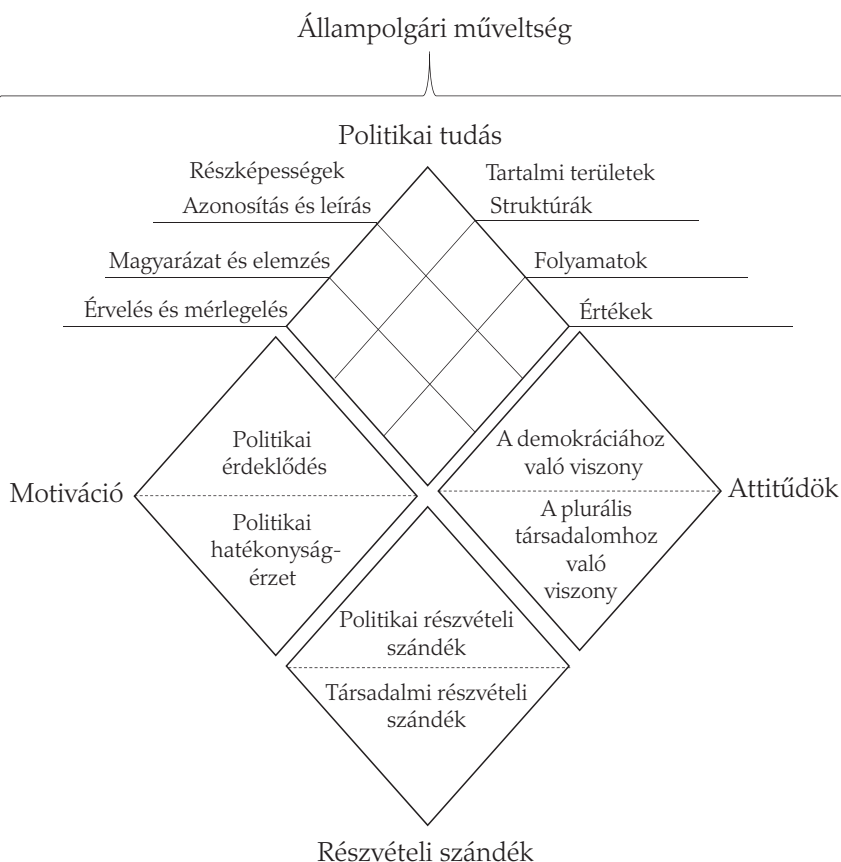 Állampolgári műveltség
Politikai tudás
Részképességek
Tartalmi területek
Azonosítás és leírás
Struktúrák
Magyarázat és elemzés
Folyamatok
Érvelés és mérlegelés
Értékek
Motiváció
Politikai
érdeklődés
Politikai
hatékonyság-
érzet
A demokráciához
való viszony
A plurális
társadalomhoz
való
viszony
Attitűdök
Politikai részvételi
szándék
Társadalmi részvételi
szándék
Részvételi szándék